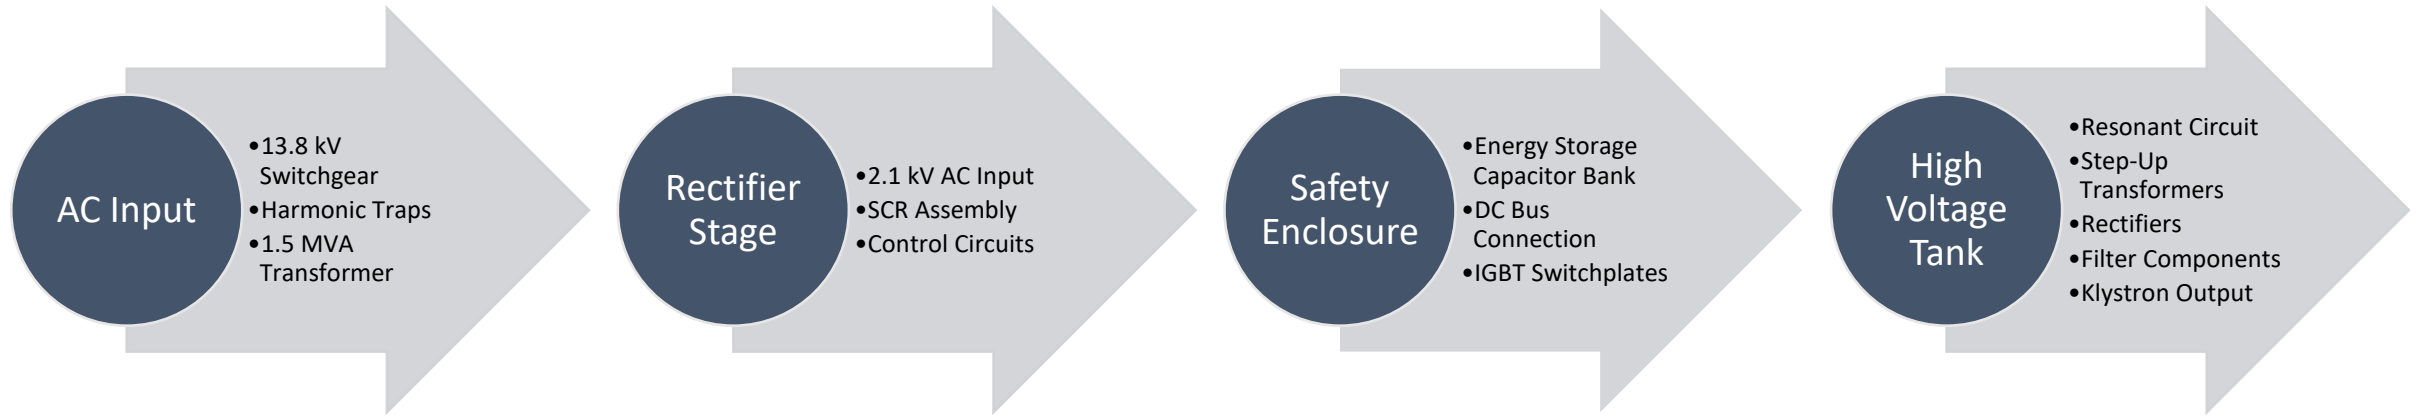 AC Input
•13.8 kV
Switchgear
•Harmonic Traps
•1.5 MVA
Transformer
Rectifier
Stage
•2.1 kV AC Input
•SCR Assembly
•Control Circuits
Safety
Enclosure
•Energy Storage
Capacitor Bank
•DC Bus
Connection
•IGBT Switchplates
High
Voltage
Tank
•Resonant Circuit
•Step-Up
Transformers
•Rectifiers
•Filter Components
•Klystron Output